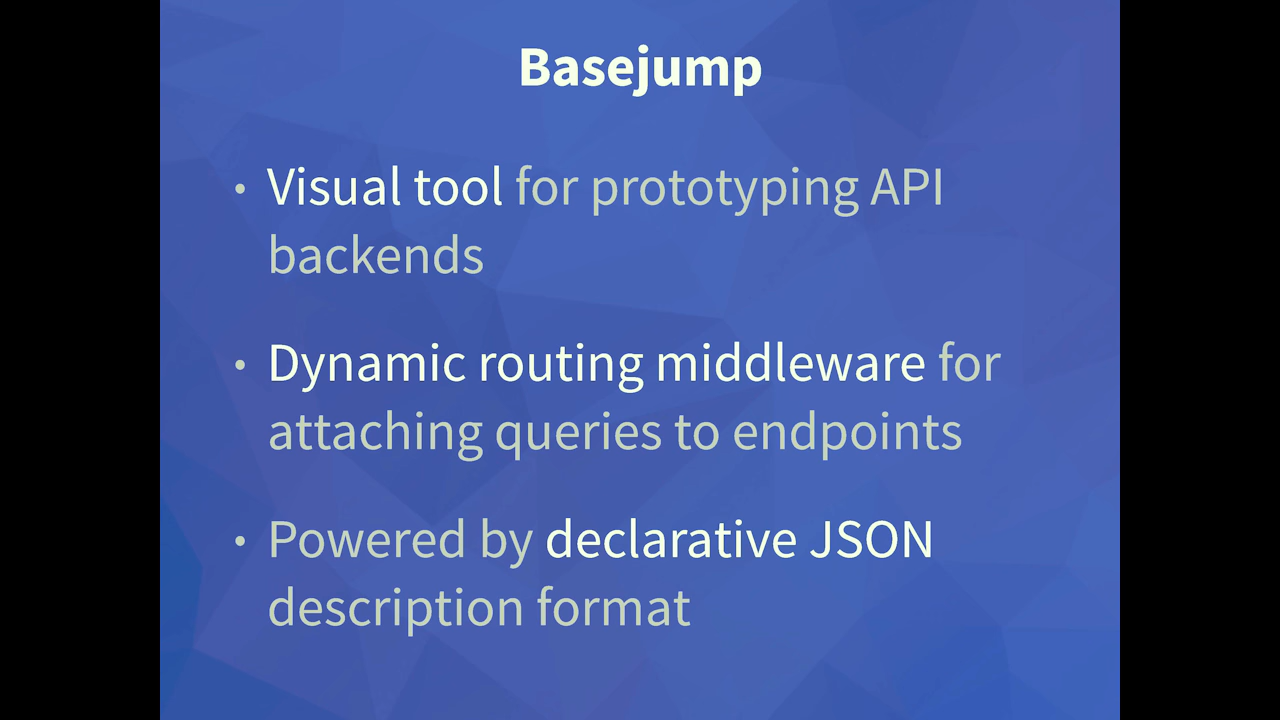 Basejump
• Visual tool for prototyping API
backends
• Dynamic routing middleware for
attaching queries to endpoints
• Powered by declarative JSON
description format